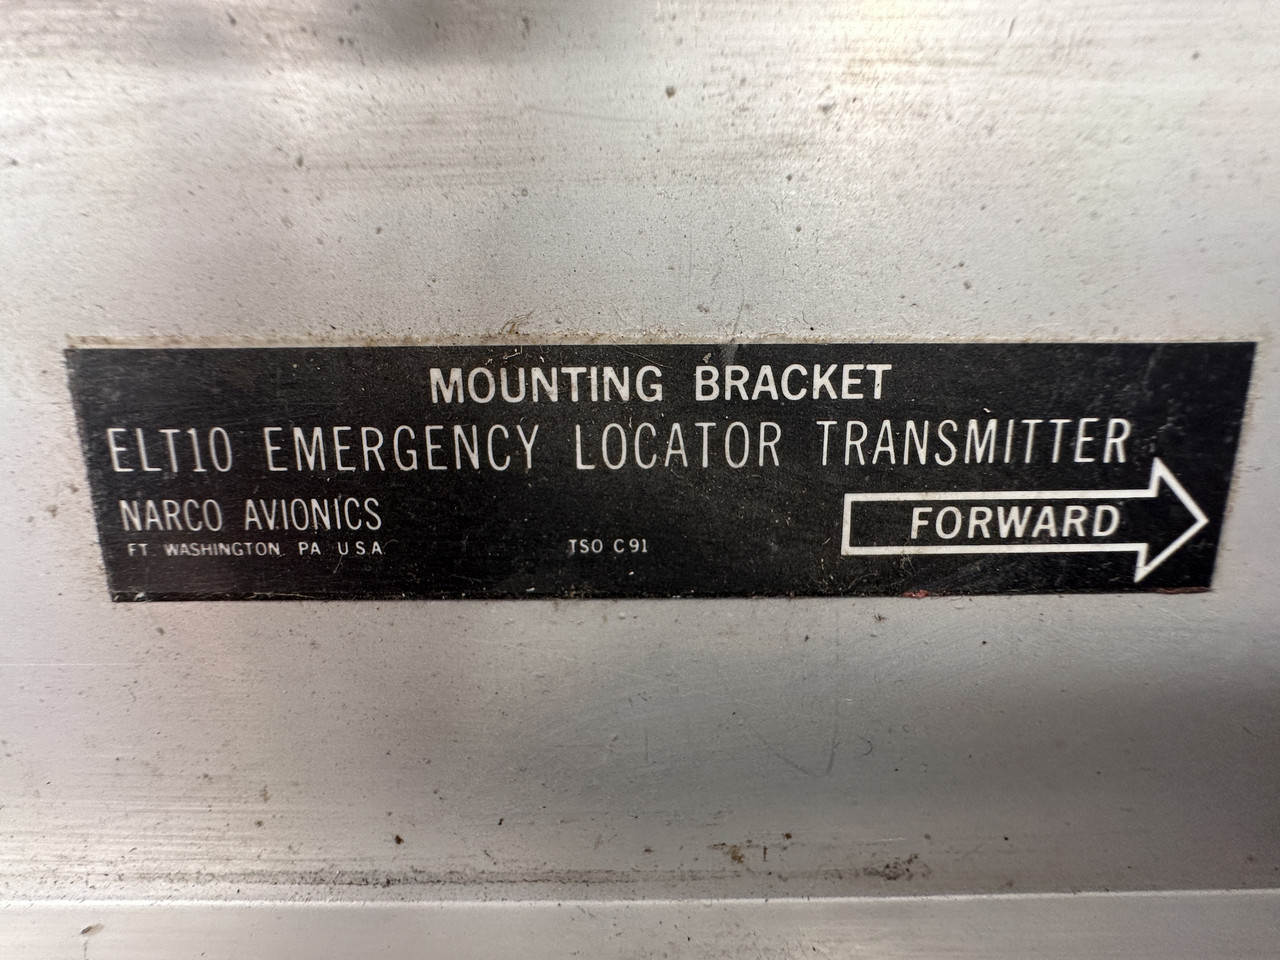 MOUNTING BRACKET
ELT10 EMERGENCY LOCATOR TRANSMITTER
NARCO AVIONICS
FT. WASHINGTON, PA U.S.A.
TSO C91
FORWARD